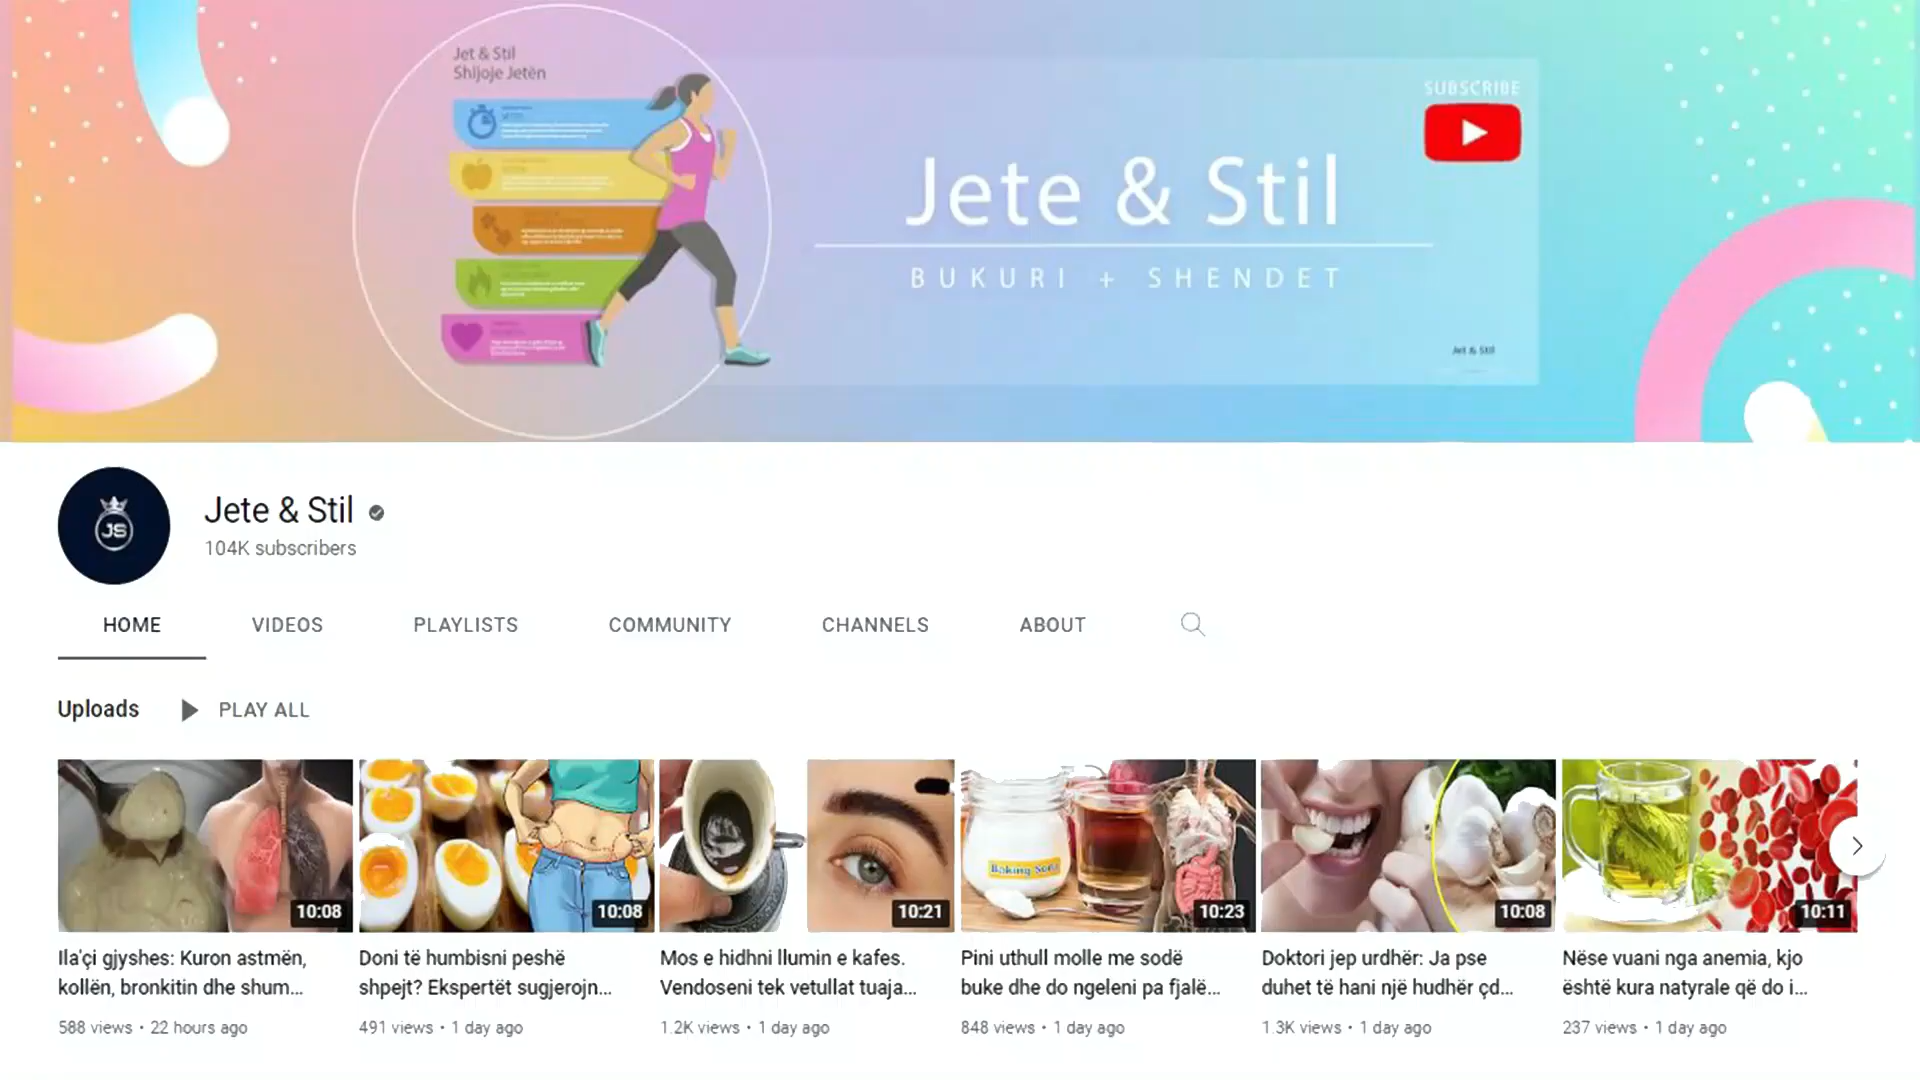 Jet & Stil
Shijoje Jetën
SUBSCRIBE
Jete & Stil
BUKURI + SHENDET
Jet & Stil
JS
Jete & Stil
104K subscribers
HOME VIDEOS PLAYLISTS COMMUNITY CHANNELS ABOUT
Uploads PLAY ALL
Baking Soda
10:08 10:08 10:21 10:23 10:08 10:11
Ila'çi gjyshes: Kuron astmën,
kollën, bronkitin dhe shum...
588 views • 22 hours ago
Doni të humbisni peshë
shpejt? Ekspertët sugjerojn...
491 views • 1 day ago
Mos e hidhni llumin e kafes.
Vendoseni tek vetullat tuaja...
1.2K views • 1 day ago
Pini uthull molle me sodë
buke dhe do ngeleni pa fjalë...
848 views • 1 day ago
Doktori jep urdhër: Ja pse
duhet të hani një hudhër çd...
1.3K views • 1 day ago
Nëse vuani nga anemia, kjo
është kura natyrale që do i...
237 views • 1 day ago